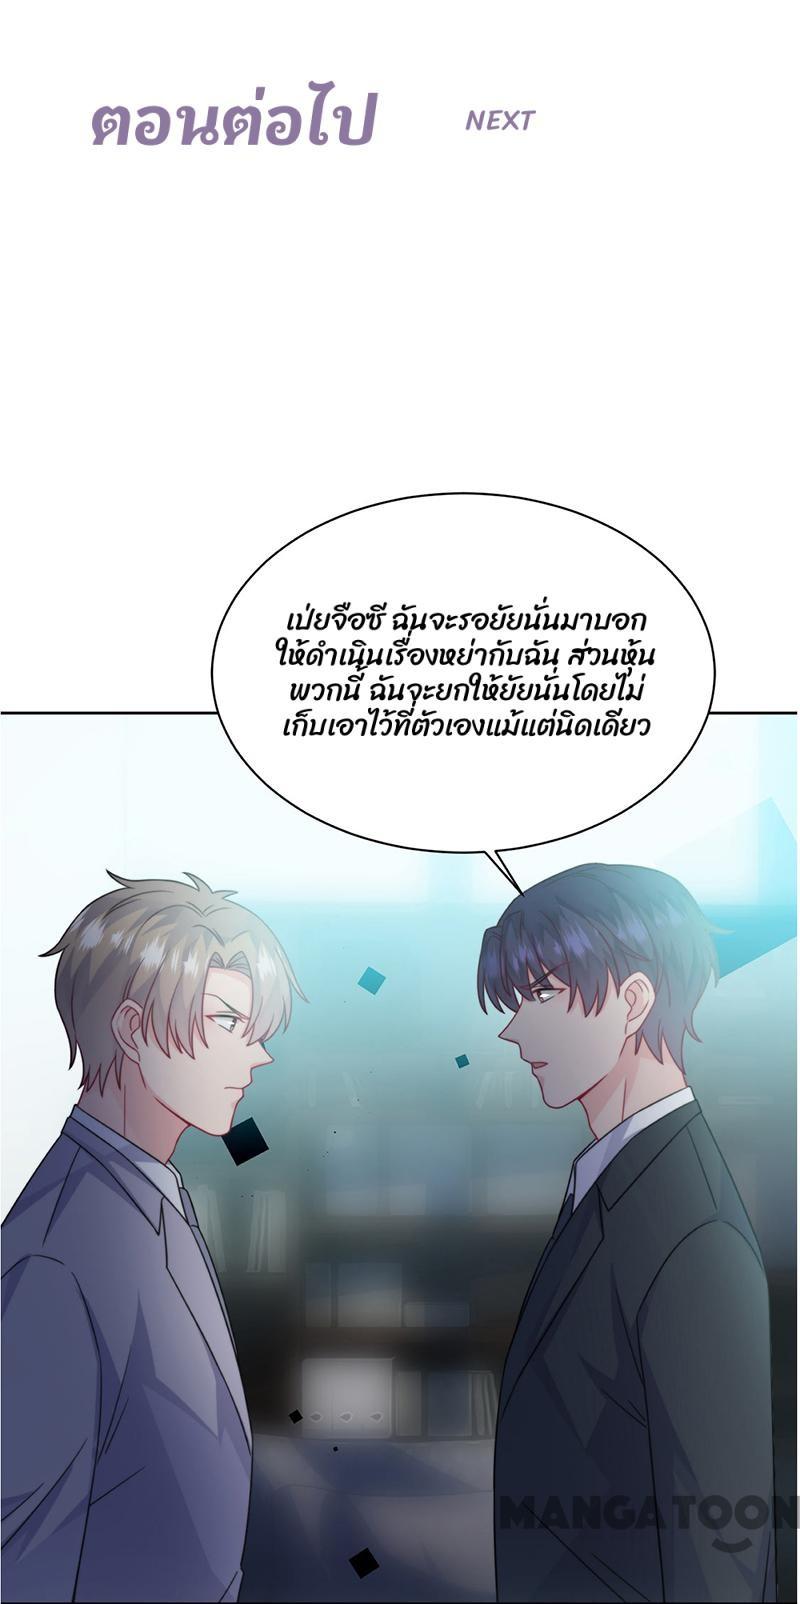 ตอนต่อไป NEXT
เป่ยจือซี ฉันจะรอยัยนั่นมาบอก
ให้ดำเนินเรื่องหย่ากับฉัน ส่วนหุ้น
พวกนี้ ฉันจะยกให้ยัยนั่นโดยไม่
เก็บเอาไว้ที่ตัวเองแม้แต่นิดเดียว
MANGATOON